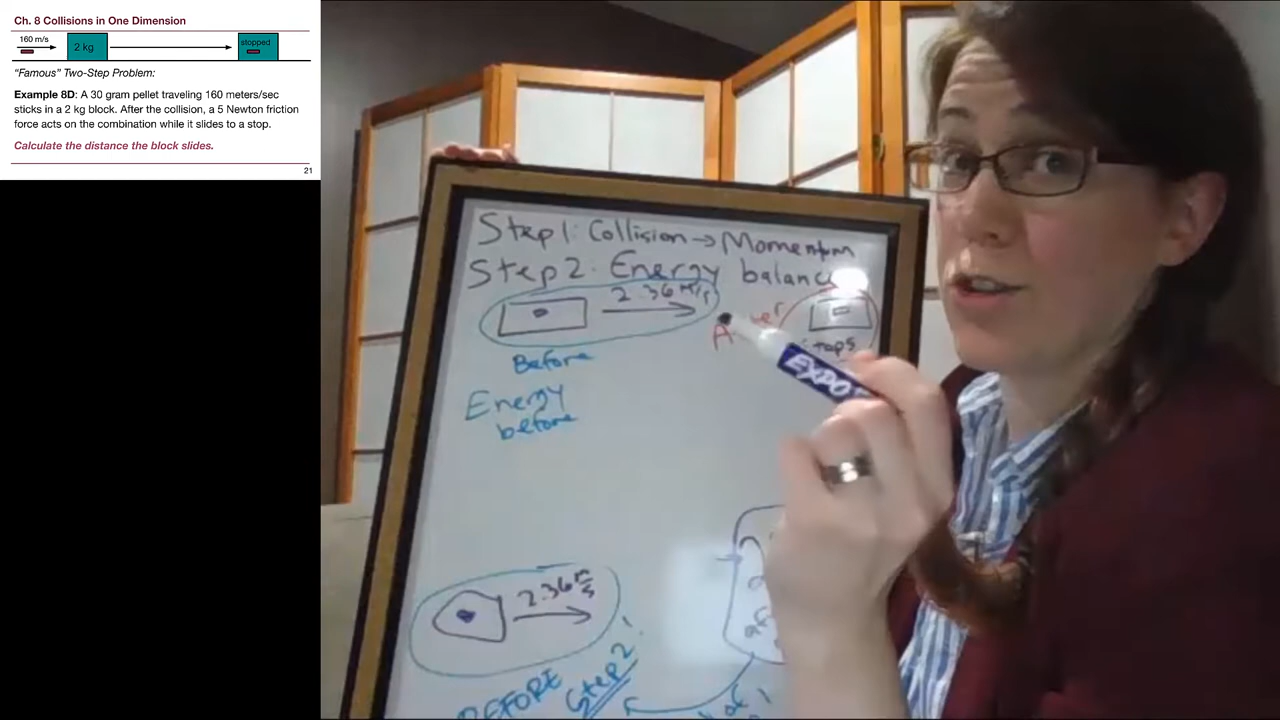 Ch. 8 Collisions in One Dimension
160 m/s
2 kg
stopped
"Famous" Two-Step Problem:
Example 8D: A 30 gram pellet traveling 160 meters/sec
sticks in a 2 kg block. After the collision, a 5 Newton friction
force acts on the combination while it slides to a stop.
Calculate the distance the block slides.
21
Step 1: Collision → Momentum
Step 2: Energy balance
2.36 m/s
Before
Energy
before
EXPO
2.36 m/s
BEFORE
Step 2!